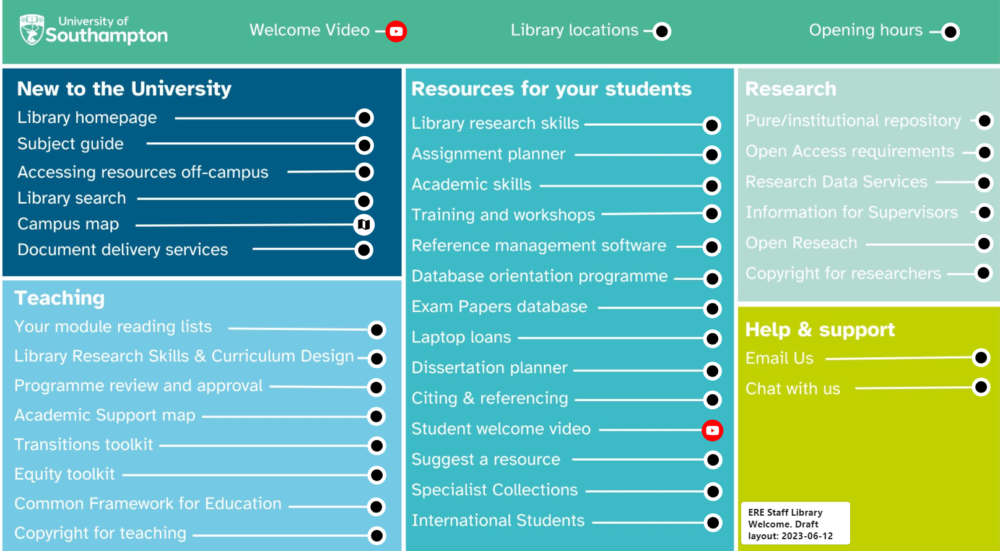 University of
Southampton
Welcome Video
Library locations
Opening hours
New to the University
Library homepage
Subject guide
Accessing resources off-campus
Library search
Campus map
Document delivery services
Teaching
Your module reading lists
Library Research Skills & Curriculum Design
Programme review and approval
Academic Support map
Transitions toolkit
Equity toolkit
Common Framework for Education
Copyright for teaching
Resources for your students
Library research skills
Assignment planner
Academic skills
Training and workshops
Reference management software
Database orientation programme
Exam Papers database
Laptop loans
Dissertation planner
Citing & referencing
Student welcome video
Suggest a resource
Specialist Collections
International Students
Research
Pure/institutional repository
Open Access requirements
Research Data Services
Information for Supervisors
Open Reseach
Copyright for researchers
Help & support
Email Us
Chat with us
ERE Staff Library
Welcome. Draft
layout: 2023-06-12